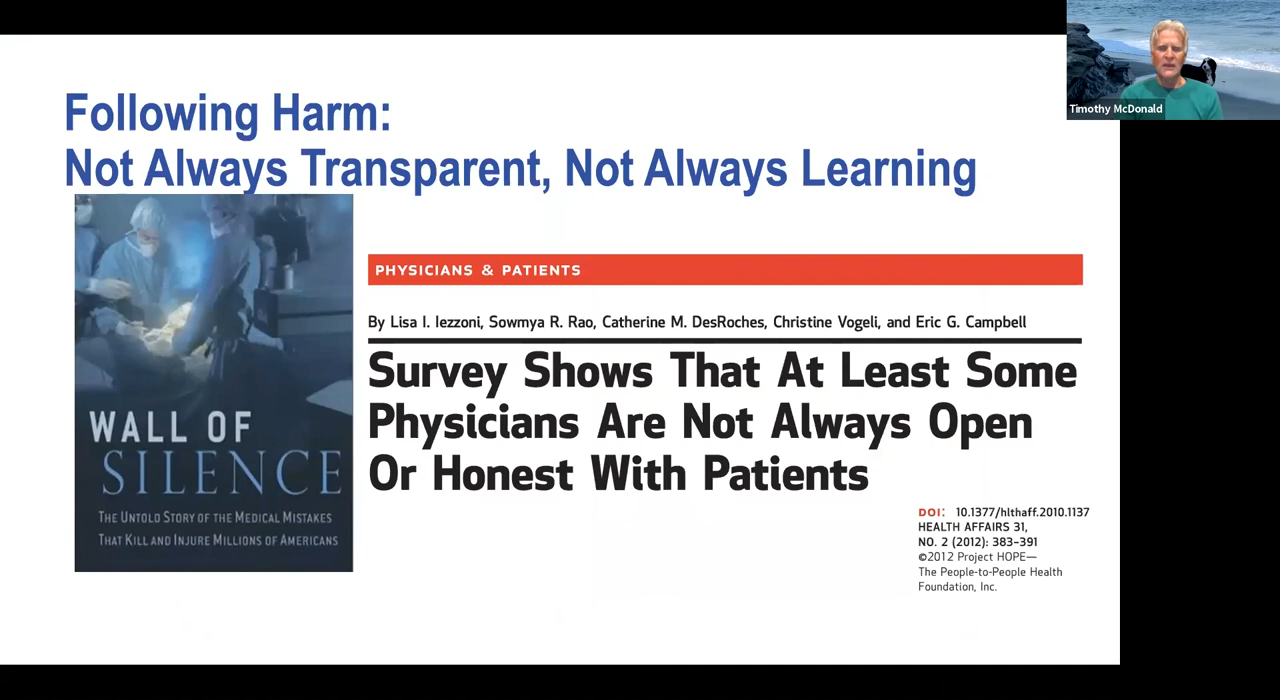 Timothy McDonald
Following Harm:
Not Always Transparent, Not Always Learning
WALL OF
SILENCE
THE UNTOLD STORY OF THE MEDICAL MISTAKES
THAT KILL AND INJURE MILLIONS OF AMERICANS
PHYSICIANS & PATIENTS
By Lisa I. Iezzoni, Sowmya R. Rao, Catherine M. DesRoches, Christine Vogeli, and Eric G. Campbell
Survey Shows That At Least Some
Physicians Are Not Always Open
Or Honest With Patients
DOI: 10.1377/hlthaff.2010.1137
HEALTH AFFAIRS 31,
NO. 2 (2012): 383–391
©2012 Project HOPE—
The People-to-People Health
Foundation, Inc.